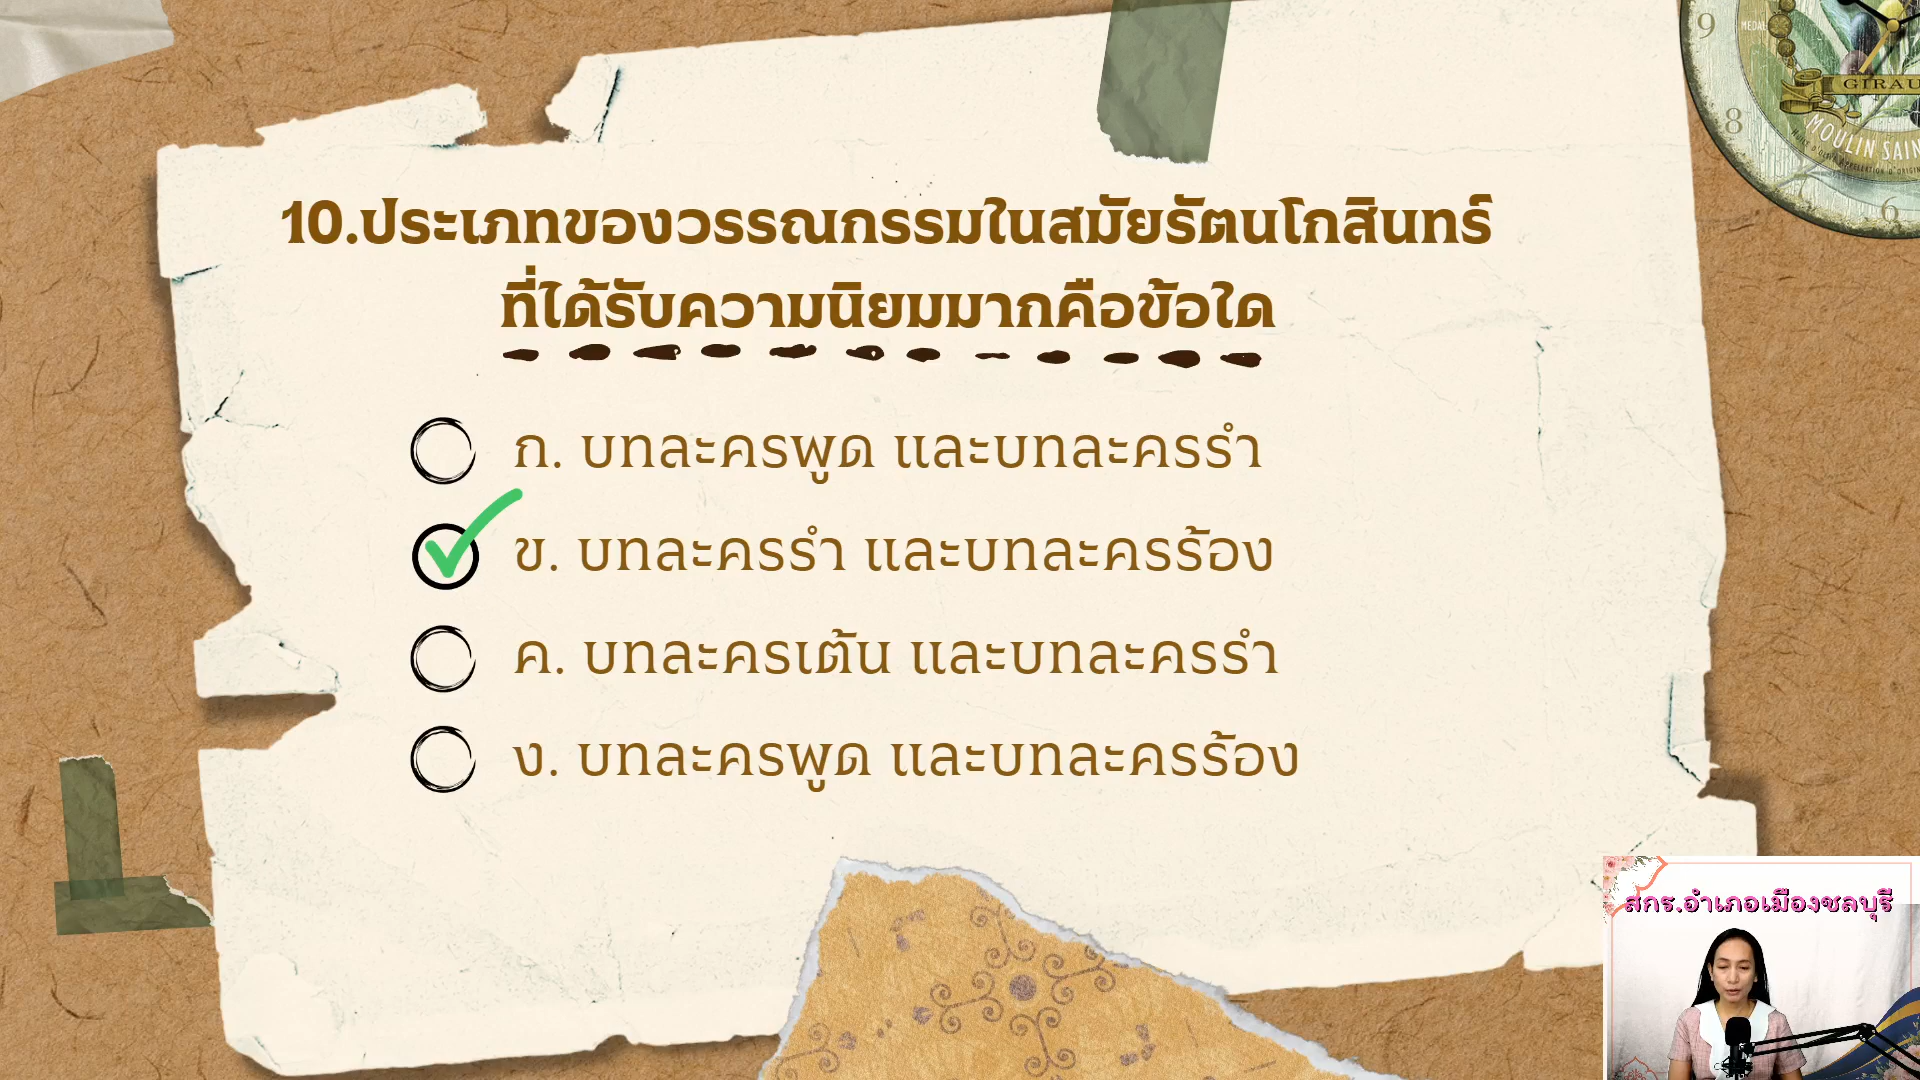 10.ประเภทของวรรณกรรมในสมัยรัตนโกสินทร์
ที่ได้รับความนิยมมากคือข้อใด
ก. บทละครพูด และบทละครรำ
ข. บทละครรำ และบทละครร้อง
ค. บทละครเต้น และบทละครรำ
ง. บทละครพูด และบทละครร้อง
สกร.อำเภอเมืองชลบุรี
9
8
6
GIRAU
MOULIN SAIN
MEDAL